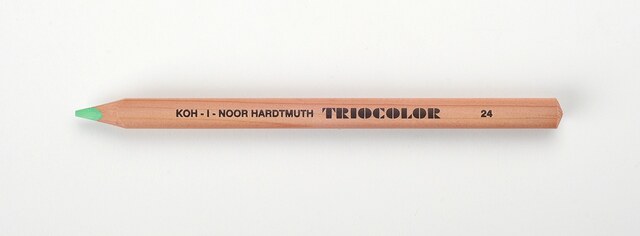 KOH - I - NOOR HARDTMUTH TRIOCOLOR 24